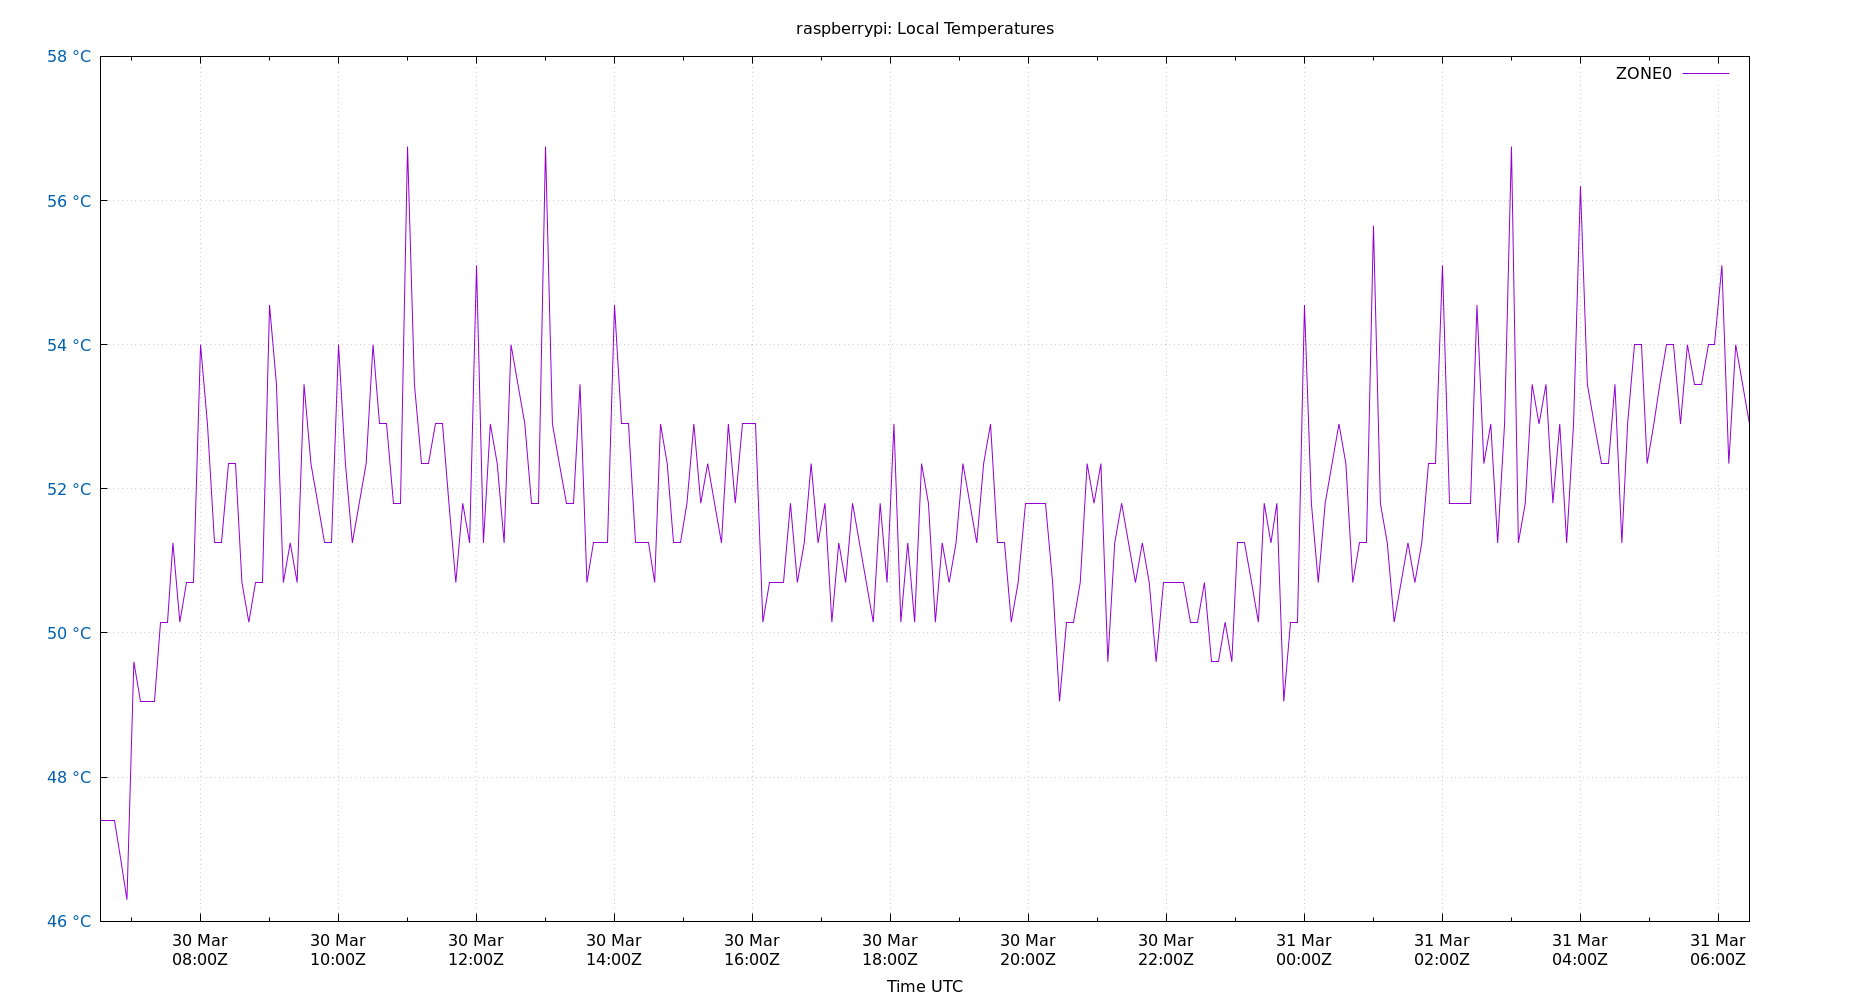 raspberrypi: Local Temperatures
58 °C
ZONE0
56 °C
54 °C
52 °C
50 °C
48 °C
46 °C
30 Mar 30 Mar 30 Mar 30 Mar 30 Mar 30 Mar 30 Mar 30 Mar 31 Mar 31 Mar 31 Mar 31 Mar
08:00Z 10:00Z 12:00Z 14:00Z 16:00Z 18:00Z 20:00Z 22:00Z 00:00Z 02:00Z 04:00Z 06:00Z
Time UTC